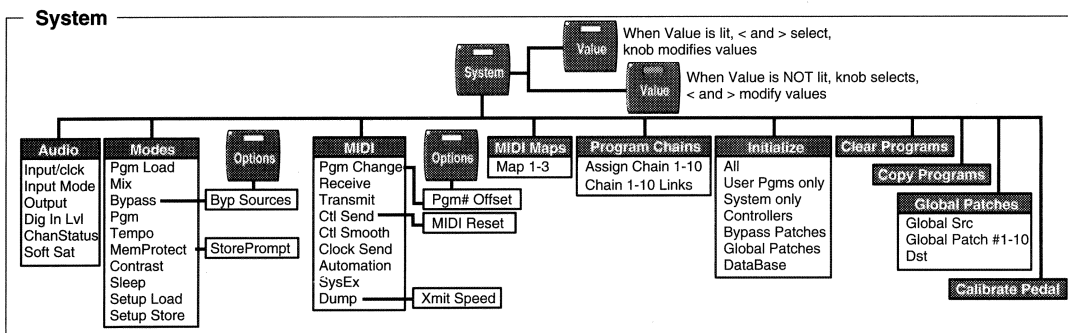 System
System
Value
When Value is lit, < and > select,
knob modifies values
Value
When Value is NOT lit, knob selects,
< and > modify values
Audio
Input/clck
Input Mode
Output
Dig In Lvl
ChanStatus
Soft Sat
Modes
Pgm Load
Mix
Bypass
Pgm
Tempo
MemProtect
Contrast
Sleep
Setup Load
Setup Store
Options
Byp Sources
StorePrompt
MIDI
Pgm Change
Receive
Transmit
Ctl Send
Ctl Smooth
Clock Send
Automation
SysEx
Dump
Options
Pgm# Offset
MIDI Reset
Xmit Speed
MIDI Maps
Map 1-3
Program Chains
Assign Chain 1-10
Chain 1-10 Links
Initialize
All
User Pgms only
System only
Controllers
Bypass Patches
Global Patches
DataBase
Clear Programs
Copy Programs
Global Patches
Global Src
Global Patch #1-10
Dst
Calibrate Pedal